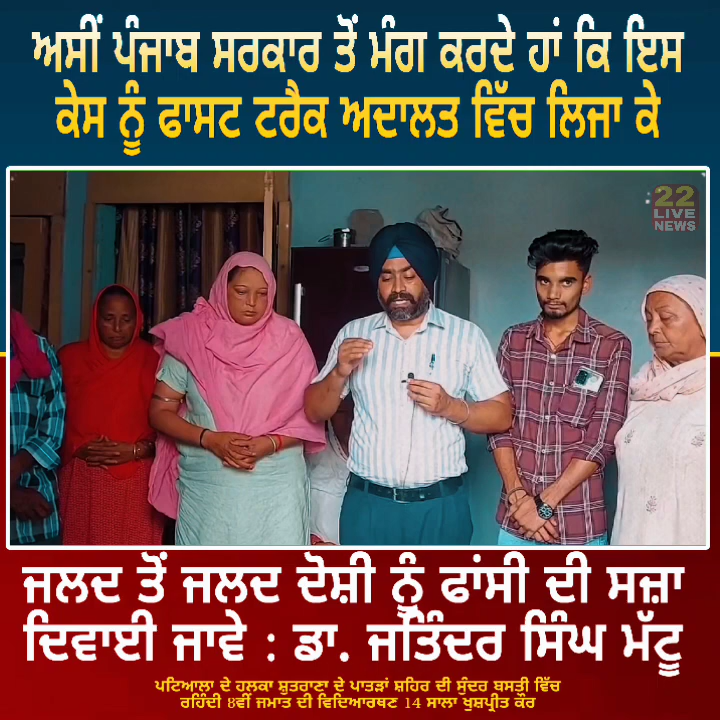 ਅਸੀਂ ਪੰਜਾਬ ਸਰਕਾਰ ਤੋਂ ਮੰਗ ਕਰਦੇ ਹਾਂ ਕਿ ਇਸ
ਕੇਸ ਨੂੰ ਫਾਸਟ ਟਰੈਕ ਅਦਾਲਤ ਵਿੱਚ ਲਿਜਾ ਕੇ
22
LIVE
NEWS
ਜਲਦ ਤੋਂ ਜਲਦ ਦੋਸ਼ੀ ਨੂੰ ਫਾਂਸੀ ਦੀ ਸਜ਼ਾ
ਦਿਵਾਈ ਜਾਵੇ : ਡਾ. ਜਤਿੰਦਰ ਸਿੰਘ ਮੱਟੂ
ਪਟਿਆਲਾ ਦੇ ਹਲਕਾ ਸ਼ੁਤਰਾਣਾ ਦੇ ਪਾਤੜਾਂ ਸ਼ਹਿਰ ਦੀ ਸੁੰਦਰ ਬਸਤੀ ਵਿੱਚ
ਰਹਿੰਦੀ 8ਵੀਂ ਜਮਾਤ ਦੀ ਵਿਦਿਆਰਥਣ 14 ਸਾਲਾ ਖੁਸ਼ਪ੍ਰੀਤ ਕੌਰ